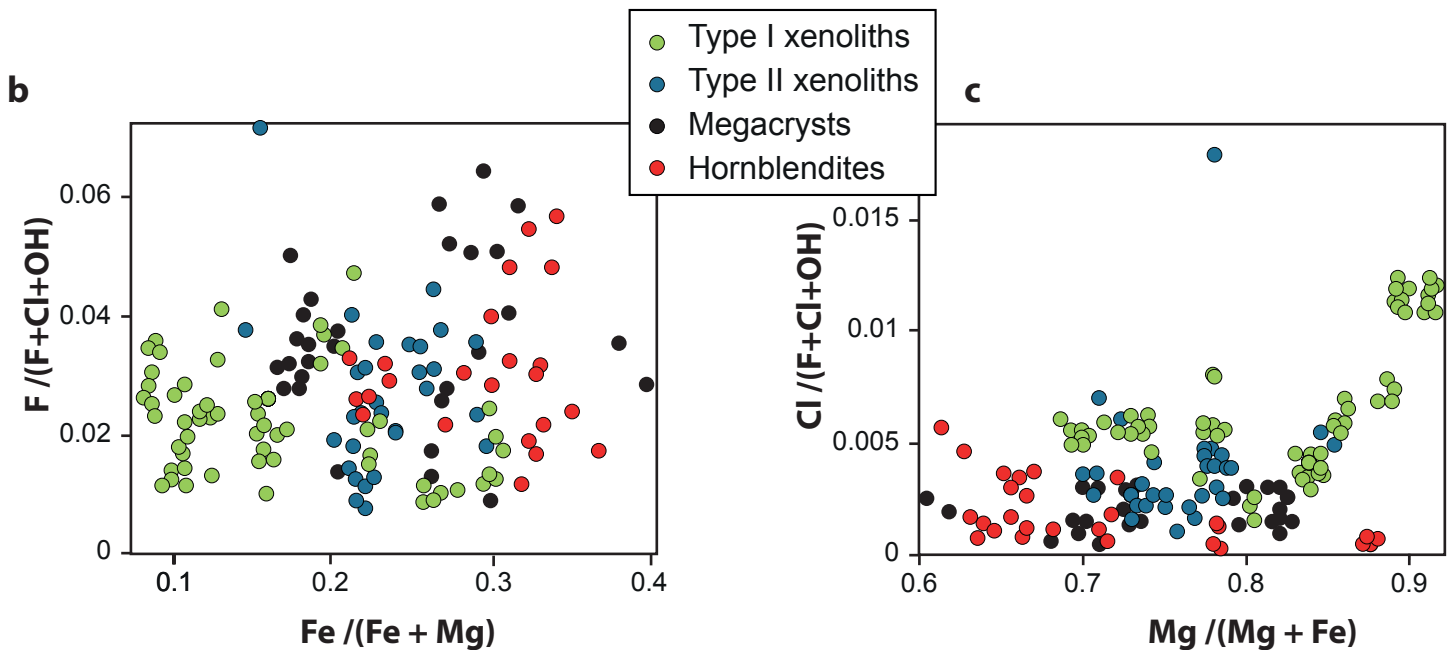 b
c
Type I xenoliths
Type II xenoliths
Megacrysts
Hornblendites
F /(F+Cl+OH)
0.06
0.04
0.02
0
0.1
0.2
0.3
0.4
Fe /(Fe + Mg)
Cl /(F+Cl+OH)
0.015
0.01
0.005
0
0.6
0.7
0.8
0.9
Mg /(Mg + Fe)